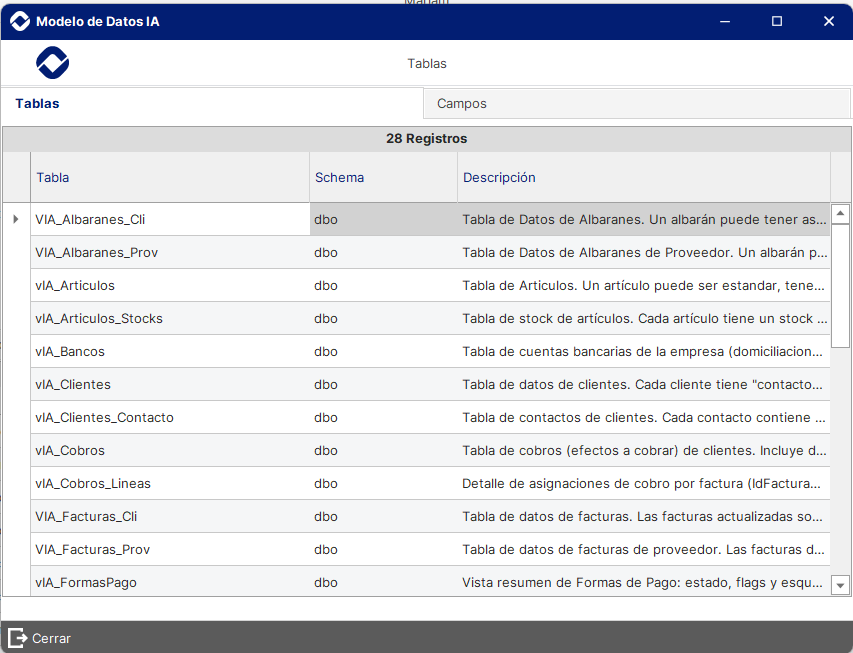 Modelo de Datos IA
Tablas
Tablas Campos
28 Registros
Tabla Schema Descripción
VIA_Albaranes_Cli dbo Tabla de Datos de Albaranes. Un albarán puede tener as...
VIA_Albaranes_Prov dbo Tabla de Datos de Albaranes de Proveedor. Un albarán p...
vIA_Articulos dbo Tabla de Articulos. Un artículo puede ser estandar, tene...
vIA_Articulos_Stocks dbo Tabla de stock de artículos. Cada artículo tiene un stock ...
vIA_Bancos dbo Tabla de cuentas bancarias de la empresa (domiciliacion...
vIA_Clientes dbo Tabla de datos de clientes. Cada cliente tiene "contacto...
vIA_Clientes_Contacto dbo Tabla de contactos de clientes. Cada contacto contiene ...
vIA_Cobros dbo Tabla de cobros (efectos a cobrar) de clientes. Incluye d...
vIA_Cobros_Lineas dbo Detalle de asignaciones de cobro por factura (IdFactura...
VIA_Facturas_Cli dbo Tabla de datos de facturas. Las facturas actualizadas so...
VIA_Facturas_Prov dbo Tabla de datos de facturas de proveedor. Las facturas d...
vIA_FormasPago dbo Vista resumen de Formas de Pago: estado, flags y esqu...
Cerrar